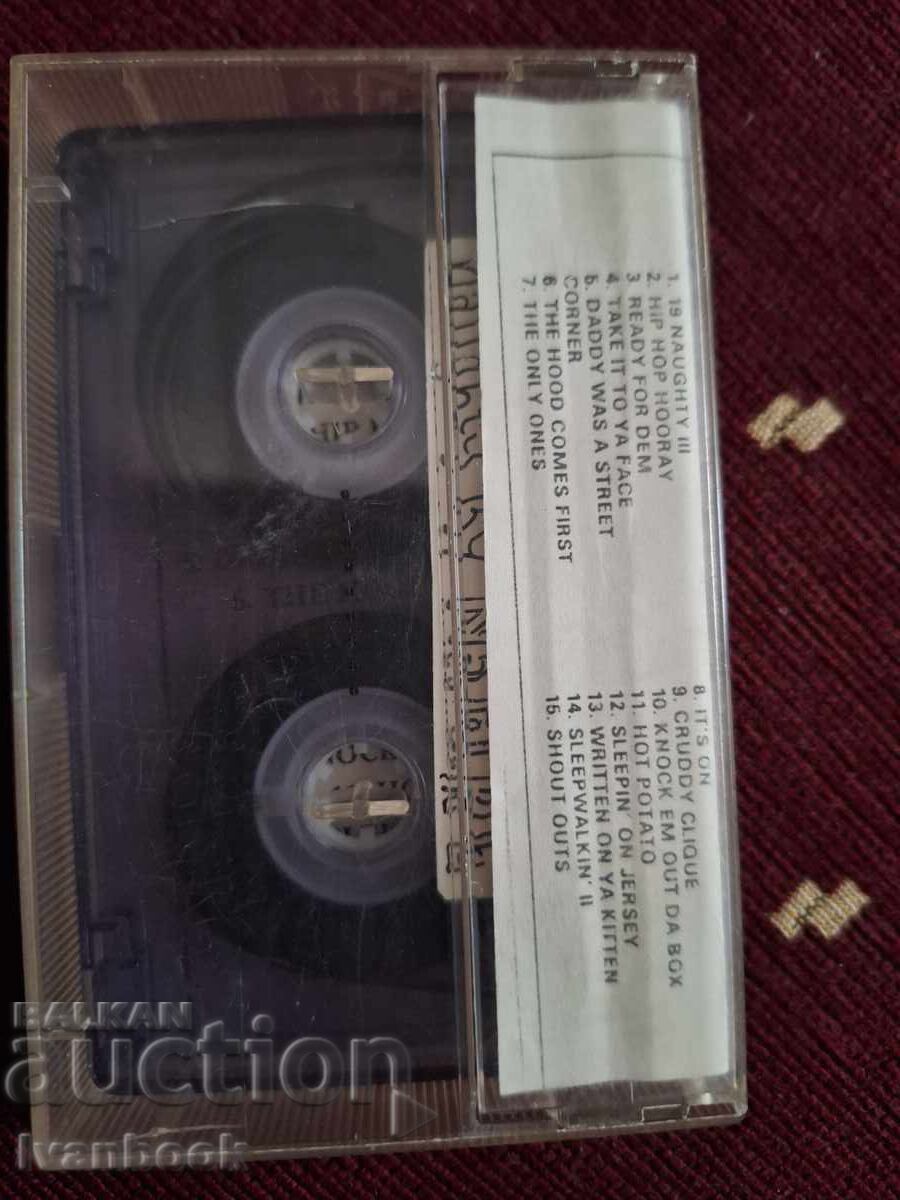 1. 19 NAUGHTY III
2. HIP HOP HOORAY
3 READY FOR DEM
4. TAKE IT TO YA FACE
5. DADDY WAS A STREET
CORNER
6 THE HOOD COMES FIRST
7. THE ONLY ONES
8. IT'S ON
9. CRUDDY CLIQUE
10. KNOCK EM OUT DA BOX
11. HOT POTATO
12. SLEEPIN' ON JERSEY
13. WRITTEN ON YA KITTEN
14. SLEEPWALKIN' II
15. SHOUT OUTS
BALKAN
auction
Ivanbook